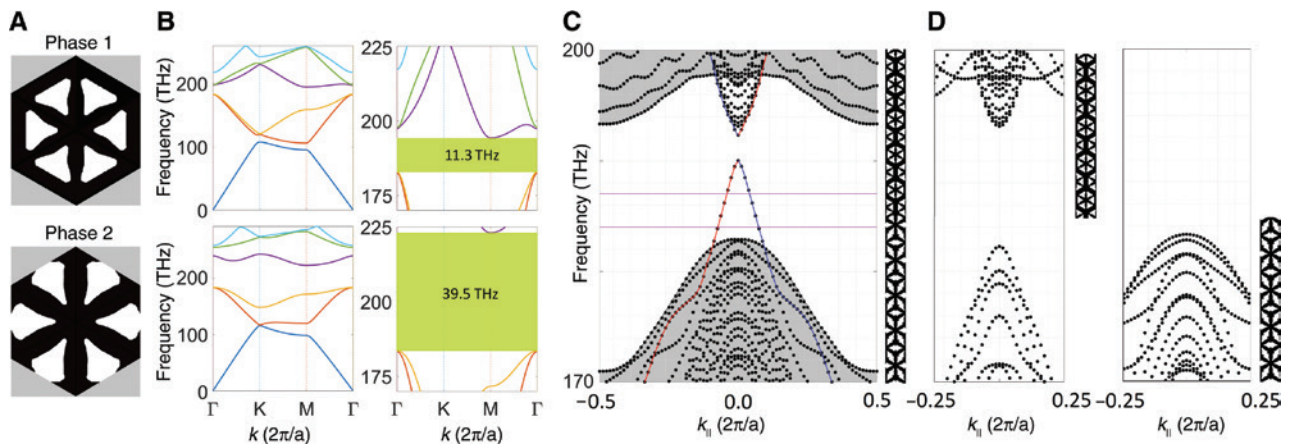 A
Phase 1
Phase 2
B
Frequency (THz)
200
100
0
225
200
175
11.3 THz
Frequency (THz)
200
100
0
225
200
175
39.5 THz
Γ K M Γ
k (2π/a)
Γ K M Γ
k (2π/a)
C
Frequency (THz)
200
170
−0.5 0.0 0.5
k|| (2π/a)
D
−0.25 0.25
k|| (2π/a)
−0.25 0.25
k|| (2π/a)